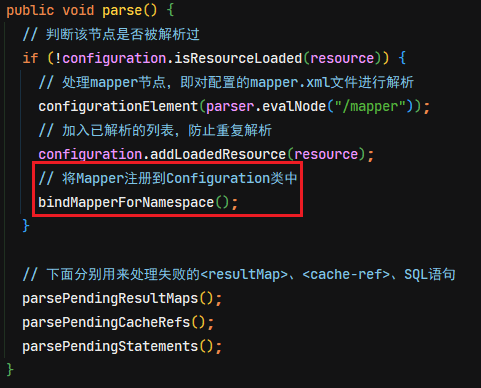 public void parse() {
// 判断该节点是否被解析过
if (!configuration.isResourceLoaded(resource)) {
// 处理mapper节点，即对配置的mapper.xml文件进行解析
configurationElement(parser.evalNode("/mapper"));
// 加入已解析的列表，防止重复解析
configuration.addLoadedResource(resource);
// 将Mapper注册到Configuration类中
bindMapperForNamespace();
}
// 下面分别用来处理失败的<resultMap>、<cache-ref>、SQL语句
parsePendingResultMaps();
parsePendingCacheRefs();
parsePendingStatements();
}